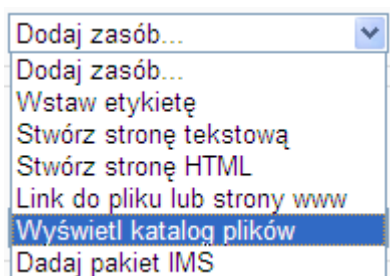 Dodaj zasób...
Dodaj zasób...
Wstaw etykietę
Stwórz stronę tekstową
Stwórz stronę HTML
Link do pliku lub strony www
Wyświetl katalog plików
Dadaj pakiet IMS